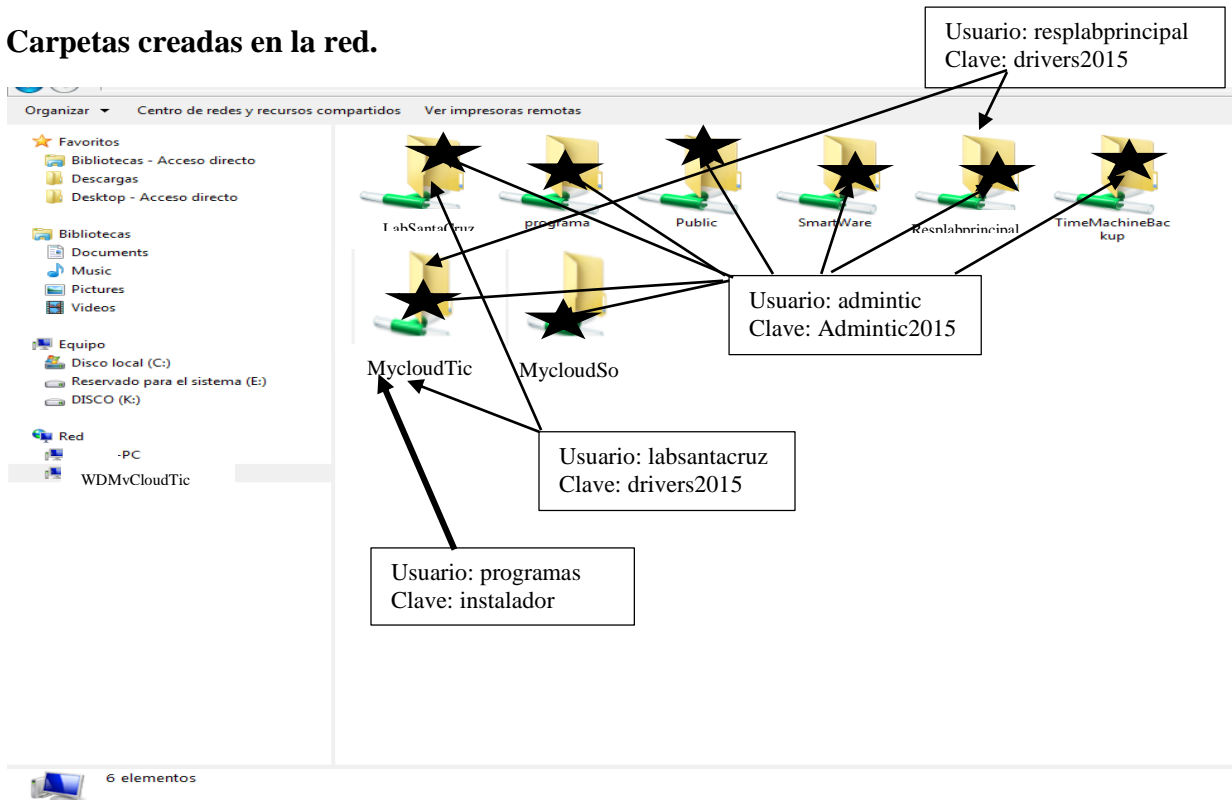 Carpetas creadas en la red.
Usuario: resplabprincipal
Clave: drivers2015
Organizar Centro de redes y recursos compartidos Ver impresoras remotas
Favoritos
Bibliotecas - Acceso directo
Descargas
Desktop - Acceso directo
Bibliotecas
Documents
Music
Pictures
Videos
Equipo
Disco local (C:)
Reservado para el sistema (E:)
DISCO (K:)
Red
-PC
WDMyCloudTic
LabSantaCruz
programa
Public
SmartWare
Resplabprincipal
TimeMachineBac
kup
MycloudTic
MycloudSo
Usuario: admintic
Clave: Admintic2015
Usuario: labsantacruz
Clave: drivers2015
Usuario: programas
Clave: instalador
6 elementos